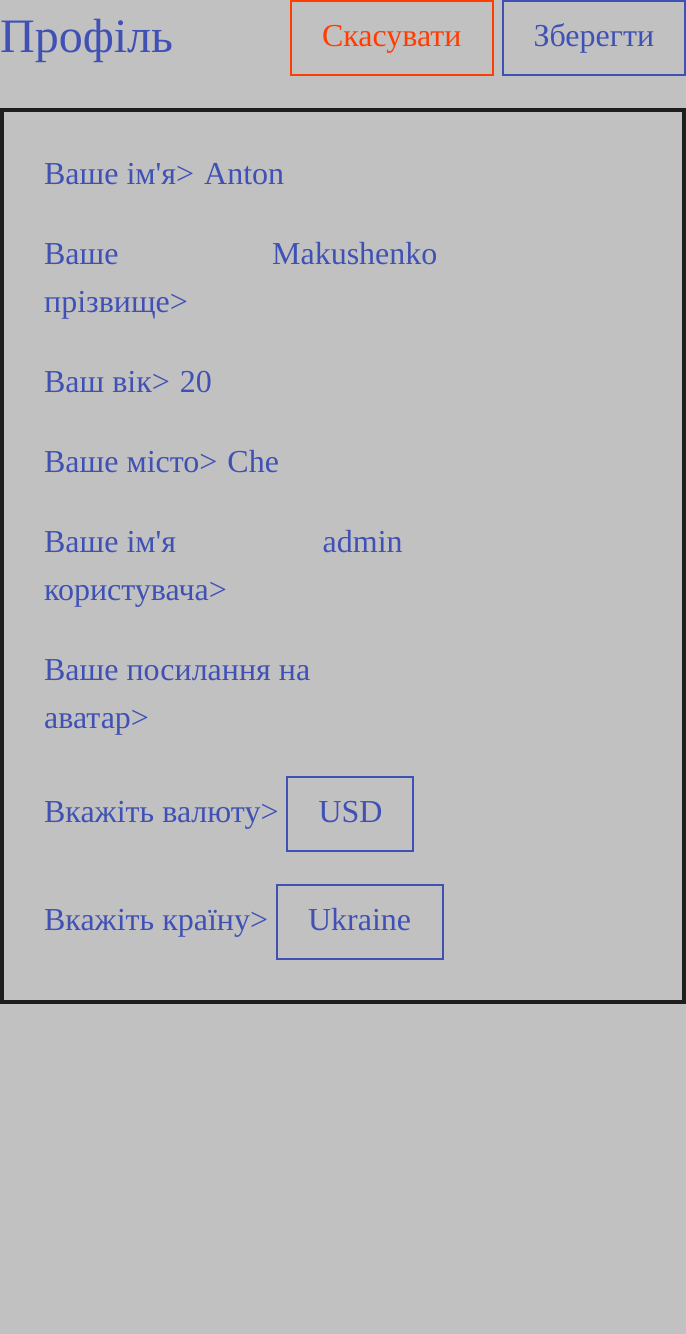 Профіль Скасувати Зберегти
Ваше ім'я> Anton
Ваше Makushenko
прізвище>
Ваш вік> 20
Ваше місто> Che
Ваше ім'я admin
користувача>
Ваше посилання на
аватар>
Вкажіть валюту> USD
Вкажіть країну> Ukraine